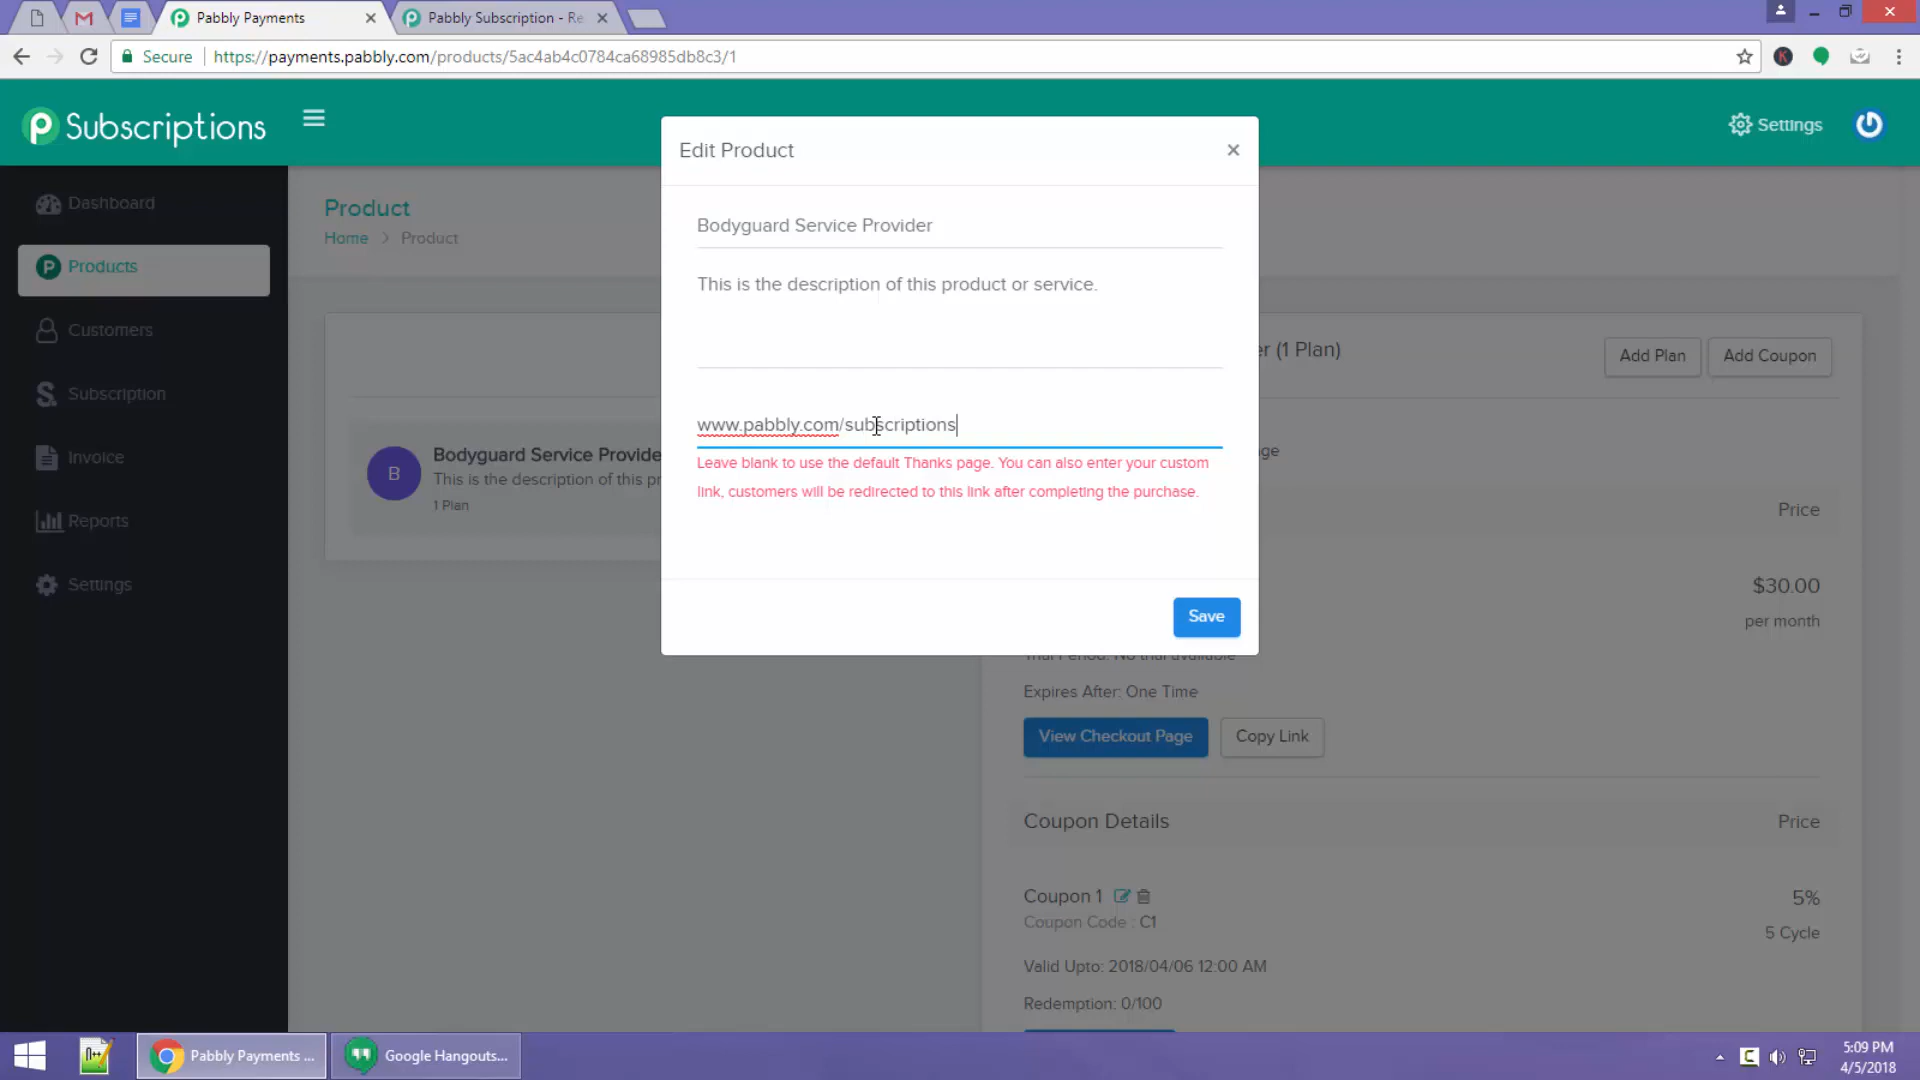 Pabbly Payments
Pabbly Subscription - Re
Secure
https://payments.pabbly.com/products/5ac4ab4c0784ca68985db8c3/1
Subscriptions
Settings
Dashboard
Products
Customers
Subscription
Invoice
Reports
Settings
Product
Home > Product
B
Bodyguard Service Provide
This is the description of this pr
1 Plan
Edit Product
×
Bodyguard Service Provider
This is the description of this product or service.
www.pabbly.com/subscriptions
Leave blank to use the default Thanks page. You can also enter your custom
link, customers will be redirected to this link after completing the purchase.
Save
er (1 Plan)
Add Plan
Add Coupon
ge
Price
$30.00
per month
Trial Period: No trial available
Expires After: One Time
View Checkout Page
Copy Link
Coupon Details
Price
Coupon 1
5%
Coupon Code : C1
5 Cycle
Valid Upto: 2018/04/06 12:00 AM
Redemption: 0/100
Pabbly Payments ...
Google Hangouts...
5:09 PM
4/5/2018